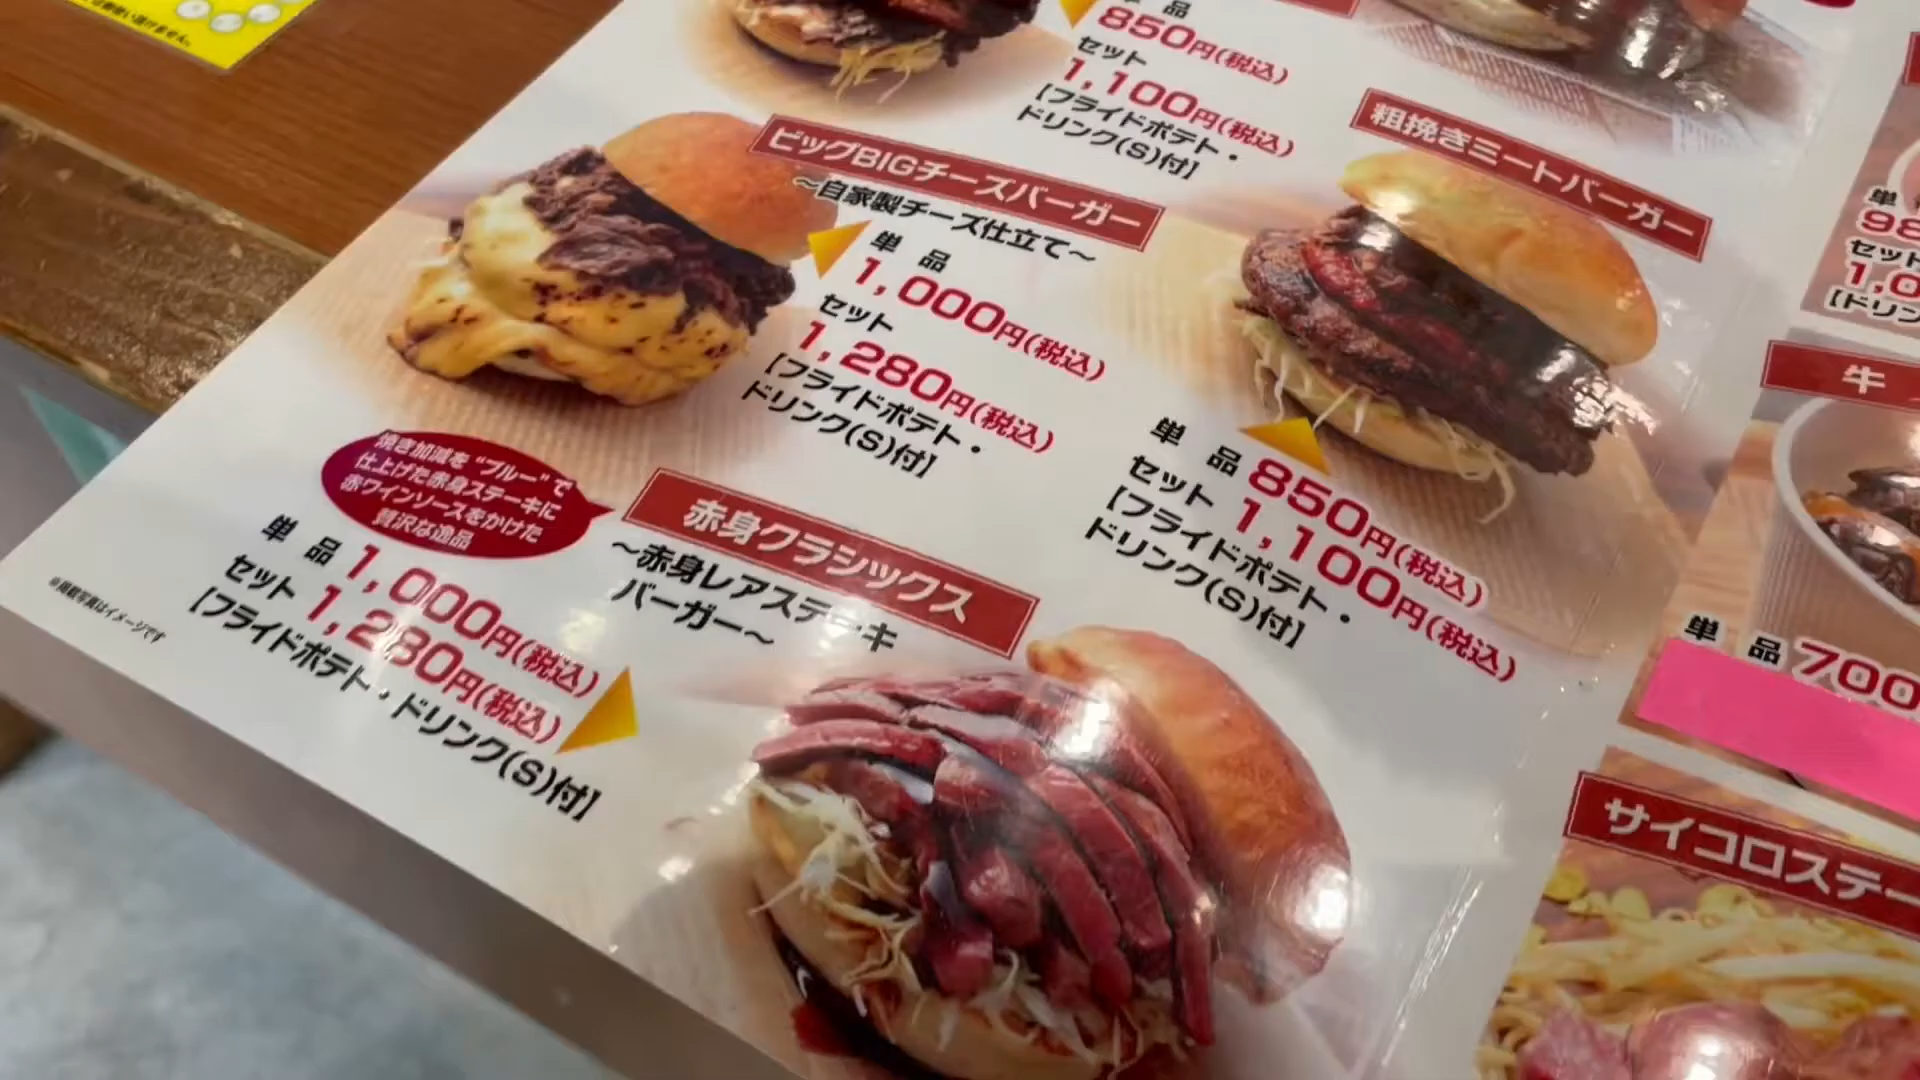 単品
850円(税込)
セット
1,100円(税込)
[フライドポテト・
ドリンク(S)付]
ビッグBIGチーズバーガー
~自家製チーズ仕立て~
単品
1,000円(税込)
セット
1,280円(税込)
[フライドポテト・
ドリンク(S)付]
粗挽きミートバーガー
単品 850円(税込)
セット 1,100円(税込)
[フライドポテト・
ドリンク(S)付]
焼き加減を“ブルー”で
仕上げた赤身ステーキに
赤ワインソースをかけた
贅沢な逸品
赤身クラシックス
~赤身レアステーキ
バーガー~
単品 1,000円(税込)
セット 1,280円(税込)
[フライドポテト・ドリンク(S)付]
※掲載写真はイメージです
単
98
セット
1,0
[ドリン
牛
単品 700
サイコロステー